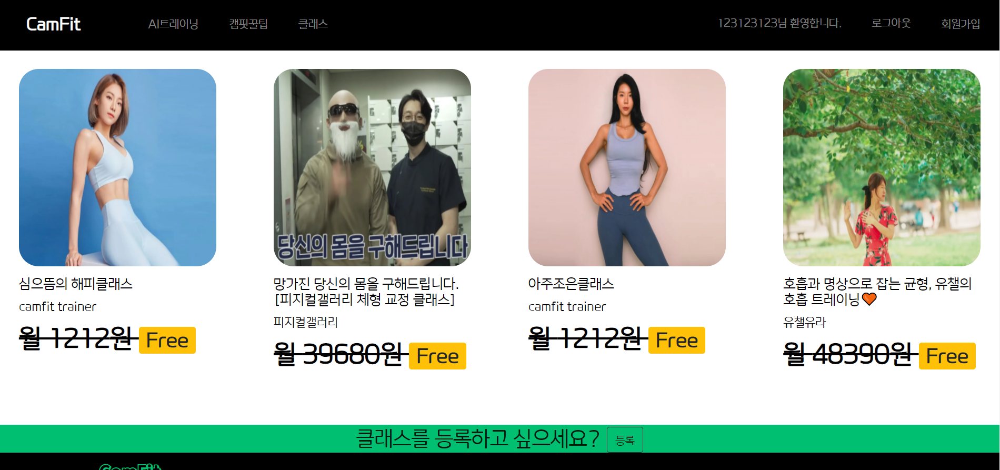 CamFit
AI트레이닝
캠핏꿀팁
클래스
123123123님 환영합니다.
로그아웃
회원가입
당신의 몸을 구해드립니다
심으뜸의 해피클래스
camfit trainer
월 1212원 Free
망가진 당신의 몸을 구해드립니다.
[피지컬갤러리 체형 교정 클래스]
피지컬갤러리
월 39680원 Free
아주조은클래스
camfit trainer
월 1212원 Free
호흡과 명상으로 잡는 균형, 유챌의
호흡 트레이닝🧡
유챌유라
월 48390원 Free
클래스를 등록하고 싶으세요? 등록
CamFit